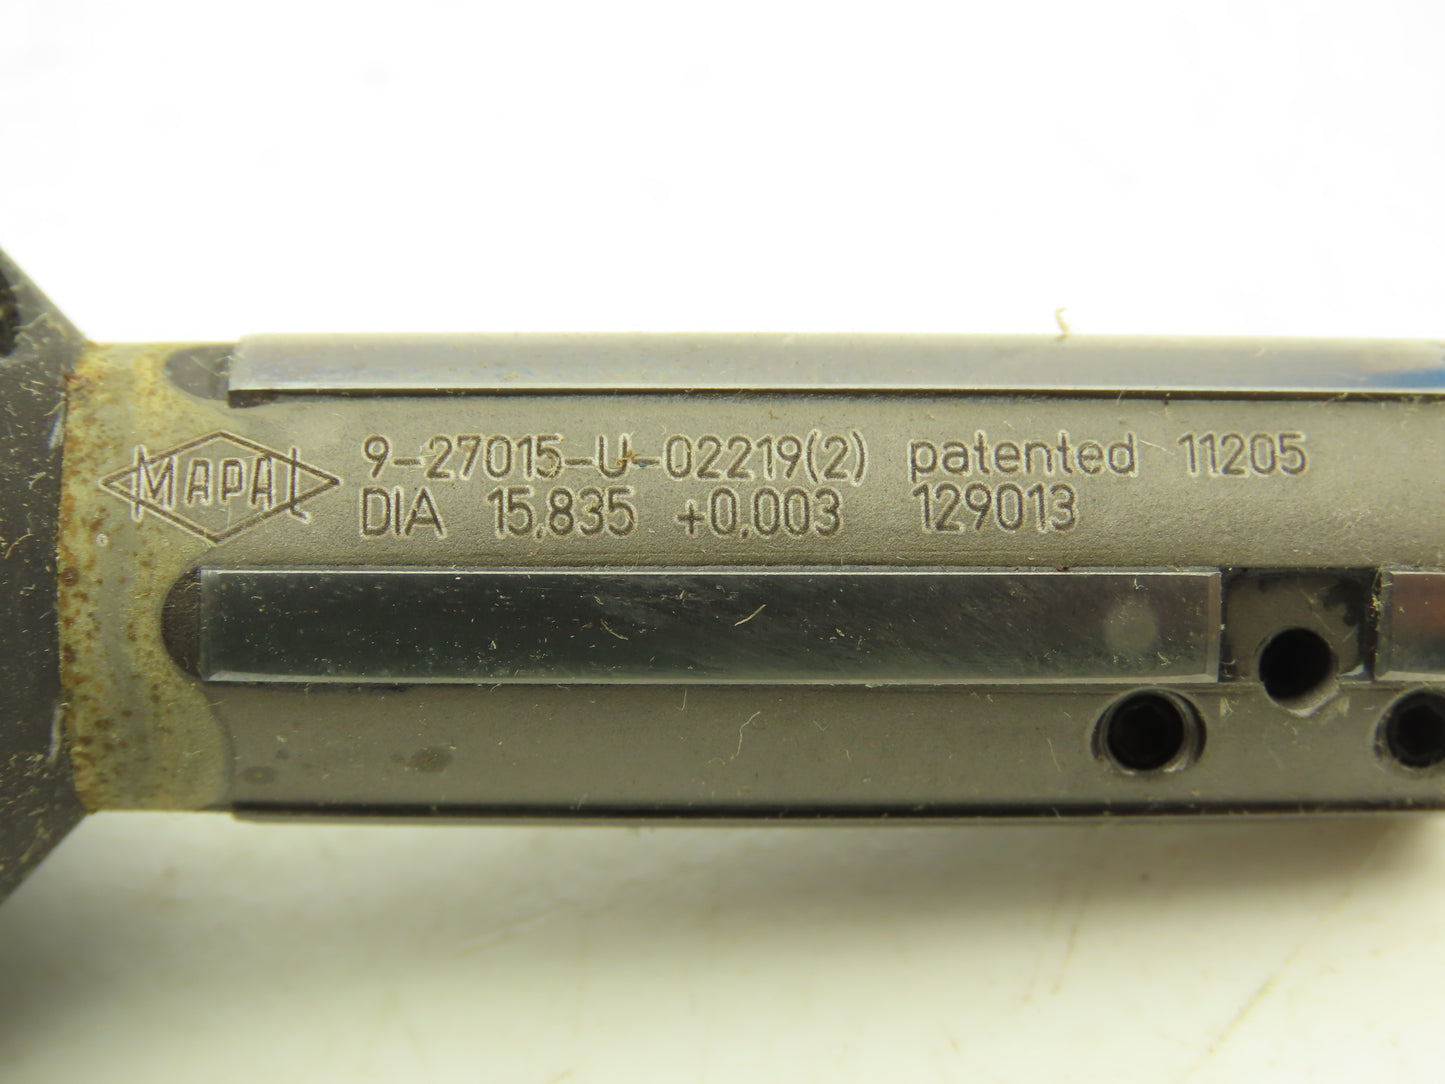 MAPAL
9-27015-U-02219(2) patented 11205
DIA 15,835 +0,003 129013